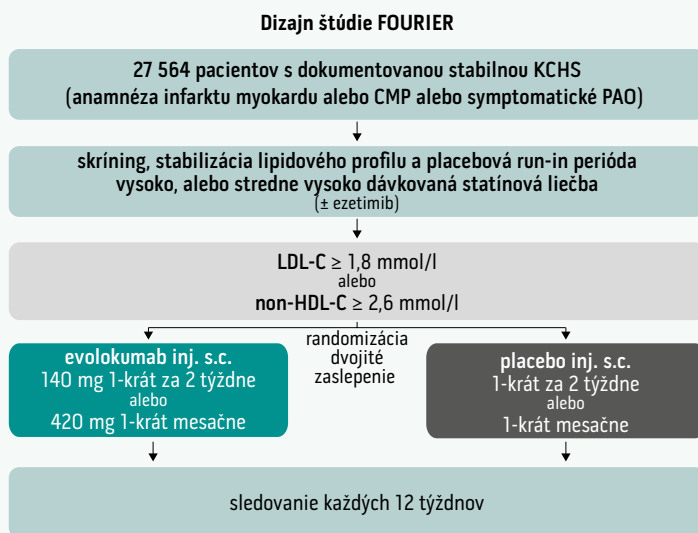 Dizajn štúdie FOURIER
27 564 pacientov s dokumentovanou stabilnou KCHS
(anamnéza infarktu myokardu alebo CMP alebo symptomatické PAO)
skríning, stabilizácia lipidového profilu a placebová run-in perióda
vysoko, alebo stredne vysoko dávkovaná statínová liečba
(± ezetimib)
LDL-C ≥ 1,8 mmol/l
alebo
non-HDL-C ≥ 2,6 mmol/l
randomizácia
dvojité
zaslepenie
evolokumab inj. s.c.
140 mg 1-krát za 2 týždne
alebo
420 mg 1-krát mesačne
placebo inj. s.c.
1-krát za 2 týždne
alebo
1-krát mesačne
sledovanie každých 12 týždnov